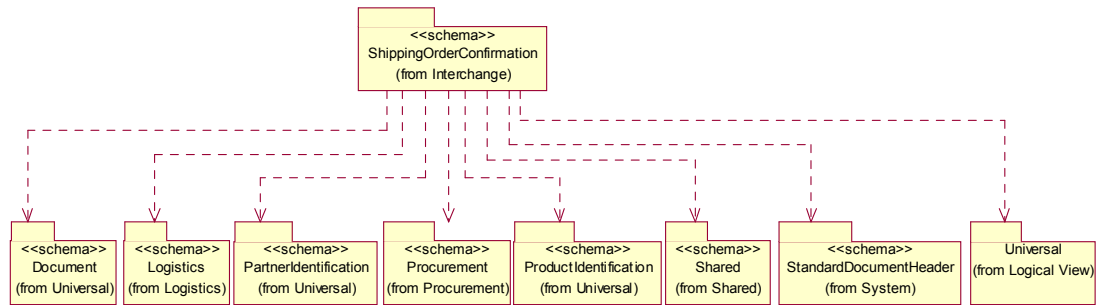 <<schema>>
ShippingOrderConfirmation
(from Interchange)
<<schema>>
Document
(from Universal)
<<schema>>
Logistics
(from Logistics)
<<schema>>
PartnerIdentification
(from Universal)
<<schema>>
Procurement
(from Procurement)
<<schema>>
ProductIdentification
(from Universal)
<<schema>>
Shared
(from Shared)
<<schema>>
StandardDocumentHeader
(from System)
Universal
(from Logical View)